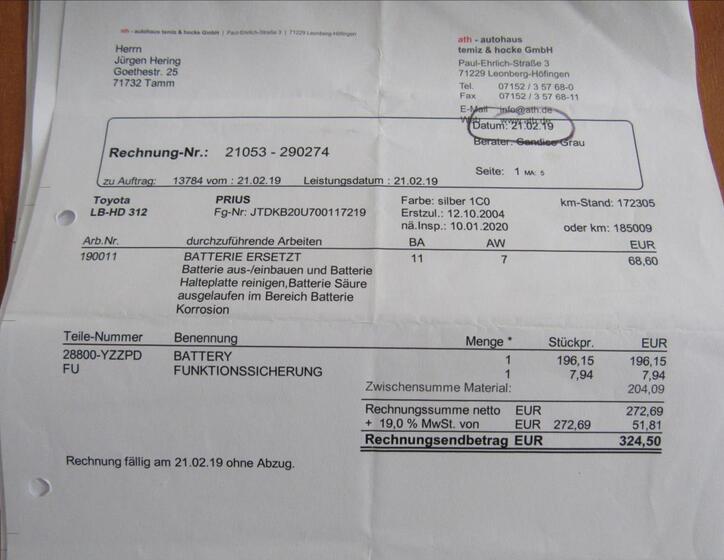 ath - autohaus temiz & hocke GmbH | Paul-Ehrlich-Straße 3 | 71229 Leonberg-Höfingen
Herrn
Jürgen Hering
Goethestr. 25
71732 Tamm
ath - autohaus
temiz & hocke GmbH
Paul-Ehrlich-Straße 3
71229 Leonberg-Höfingen
Tel. 07152 / 3 57 68-0
Fax 07152 / 3 57 68-11
E-Mail info@ath.de
Web www.ath.de
Datum: 21.02.19
Berater: Candice Grau
Rechnung-Nr.: 21053 - 290274
Seite: 1 MA: 5
zu Auftrag: 13784 vom : 21.02.19 Leistungsdatum : 21.02.19
Toyota PRIUS Farbe: silber 1C0 km-Stand: 172305
LB-HD 312 Fg-Nr: JTDKB20U700117219 Erstzul.: 12.10.2004
nä.Insp.: 10.01.2020 oder km: 185009
Arb.Nr. durchzuführende Arbeiten BA AW EUR
190011 BATTERIE ERSETZT 11 7 68,60
Batterie aus-/einbauen und Batterie
Halteplatte reinigen,Batterie Säure
ausgelaufen im Bereich Batterie
Korrosion
Teile-Nummer Benennung Menge * Stückpr. EUR
28800-YZZPD BATTERY 1 196,15 196,15
FU FUNKTIONSSICHERUNG 1 7,94 7,94
Zwischensumme Material: 204,09
Rechnungssumme netto EUR 272,69
+ 19,0 % MwSt. von EUR 272,69 51,81
Rechnungsendbetrag EUR 324,50
Rechnung fällig am 21.02.19 ohne Abzug.